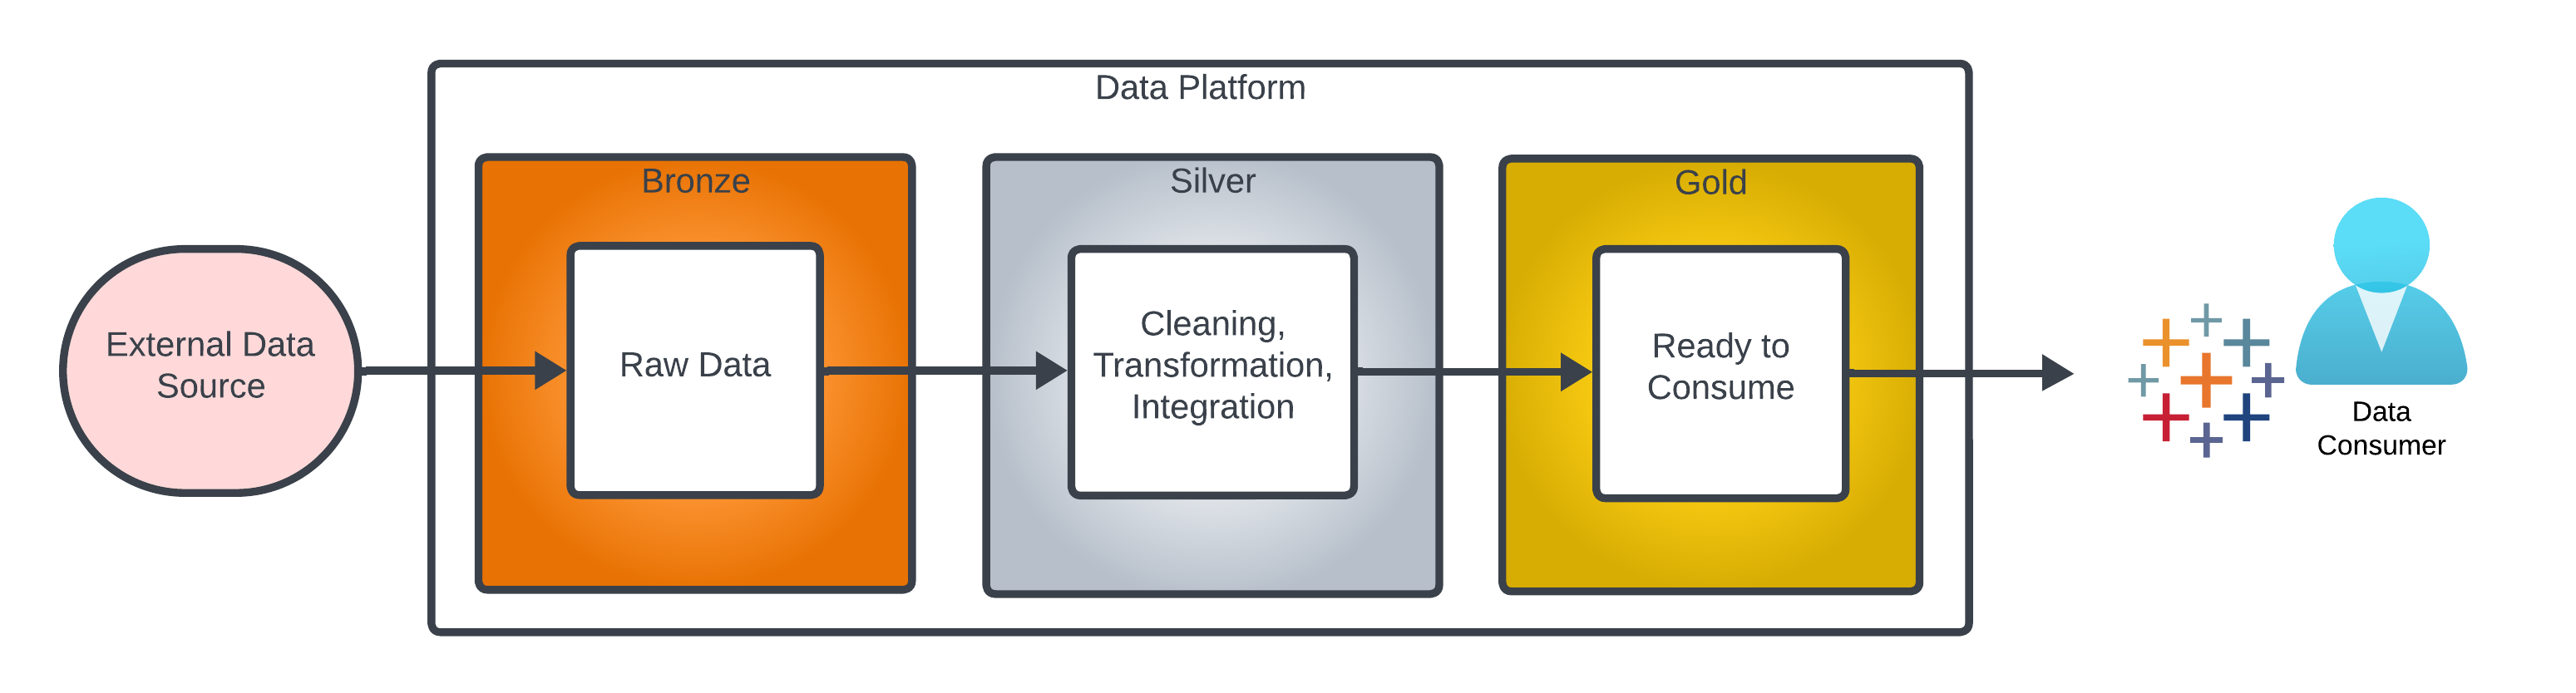 Data Platform
Bronze
Silver
Gold
External Data
Source
Raw Data
Cleaning,
Transformation,
Integration
Ready to
Consume
Data
Consumer